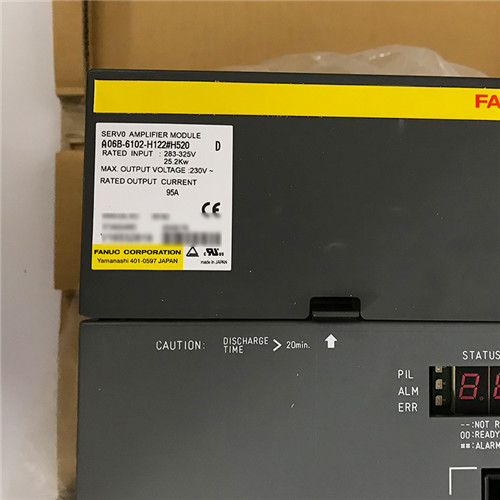 FA
SERVO AMPLIFIER MODULE
A06B-6102-H122#H520 D
RATED INPUT : 283-325V
25.2Kw
MAX. OUTPUT VOLTAGE :230V ~
RATED OUTPUT CURRENT
95A
CE
FANUC CORPORATION
Yamanashi 401-0597 JAPAN
made in JAPAN
CAUTION: DISCHARGE TIME > 20min.
STATUS
PIL
ALM
ERR
--:NOT R
00:READY
**:ALARM